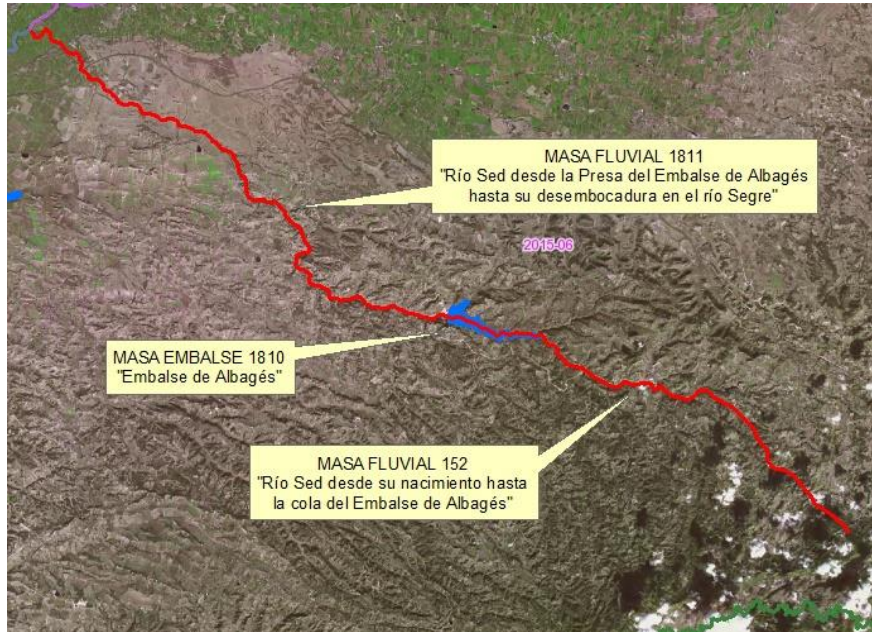 MASA FLUVIAL 1811
"Río Sed desde la Presa del Embalse de Albagés
hasta su desembocadura en el río Segre"
2015-06
MASA EMBALSE 1810
"Embalse de Albagés"
MASA FLUVIAL 152
"Río Sed desde su nacimiento hasta
la cola del Embalse de Albagés"